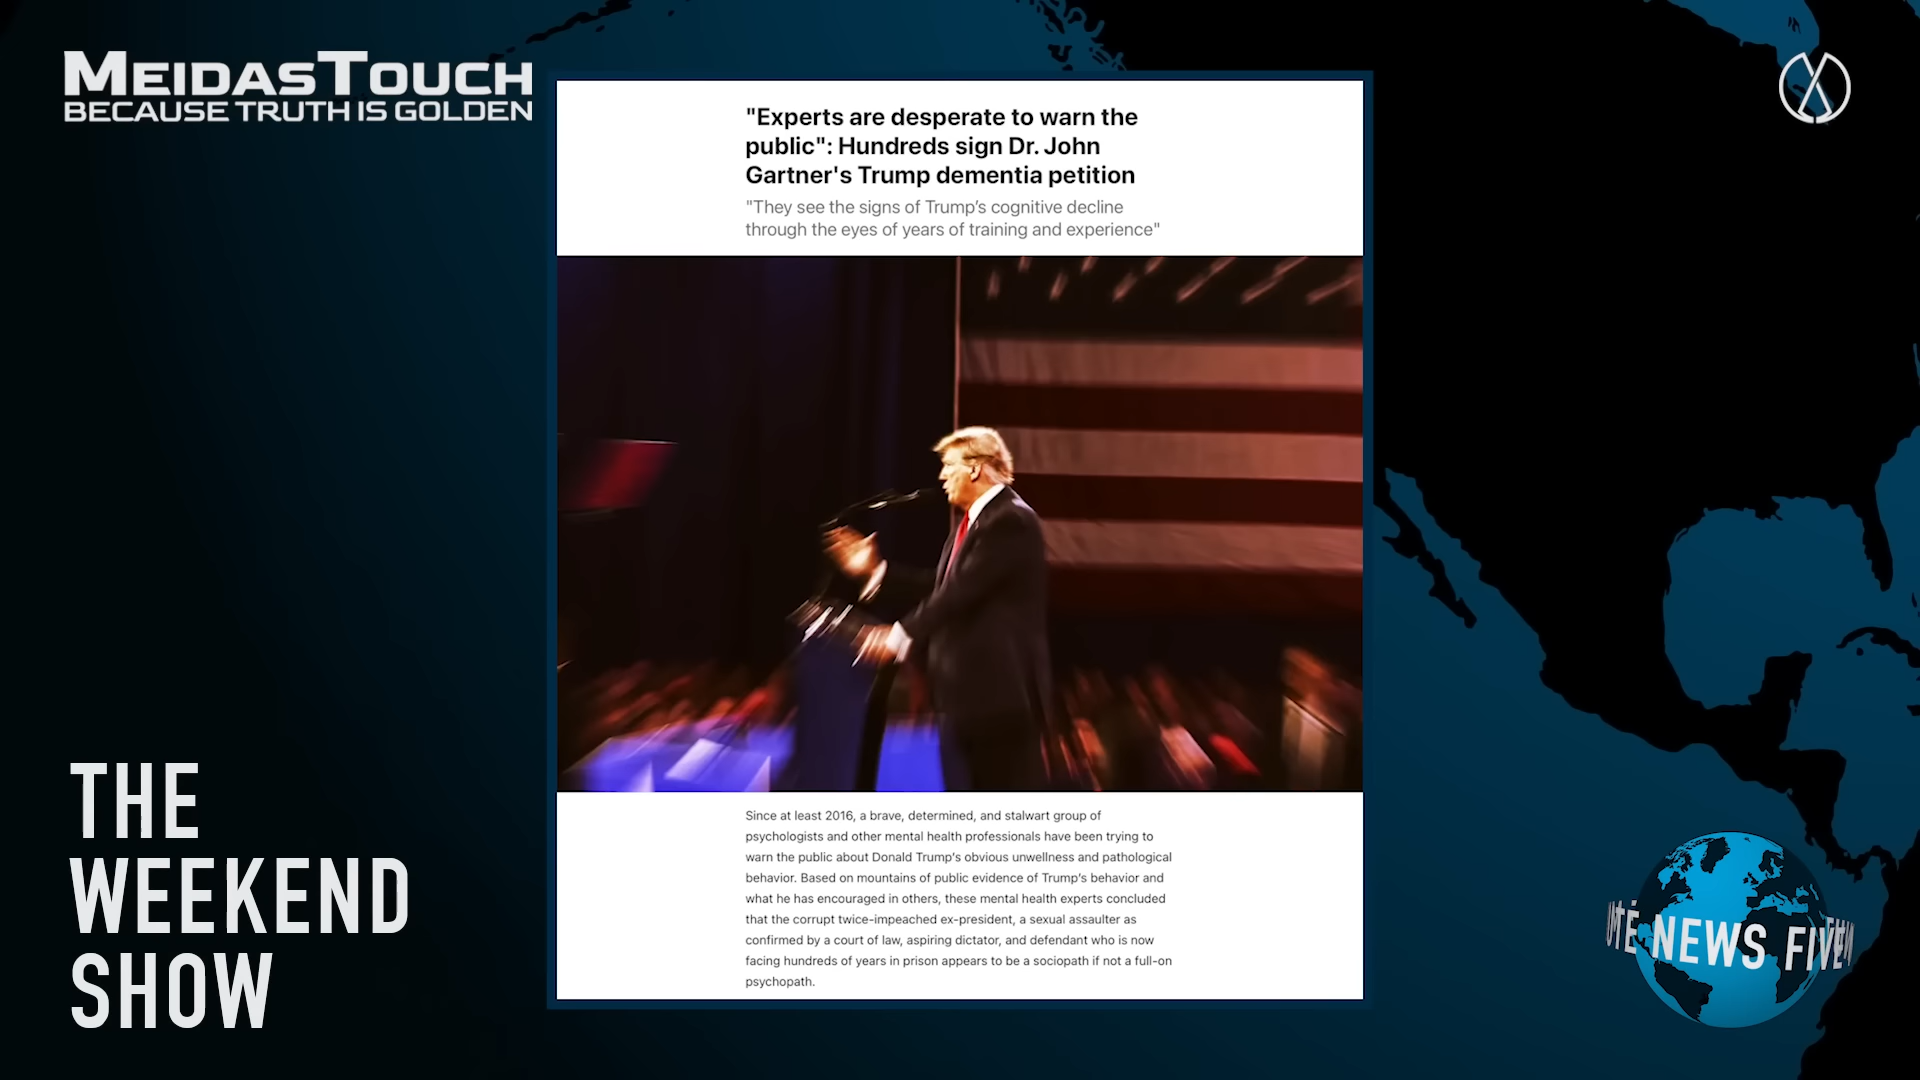 MEIDASTOUCH
BECAUSE TRUTH IS GOLDEN
"Experts are desperate to warn the
public": Hundreds sign Dr. John
Gartner's Trump dementia petition
"They see the signs of Trump’s cognitive decline
through the eyes of years of training and experience"
Since at least 2016, a brave, determined, and stalwart group of
psychologists and other mental health professionals have been trying to
warn the public about Donald Trump’s obvious unwellness and pathological
behavior. Based on mountains of public evidence of Trump’s behavior and
what he has encouraged in others, these mental health experts concluded
that the corrupt twice-impeached ex-president, a sexual assaulter as
confirmed by a court of law, aspiring dictator, and defendant who is now
facing hundreds of years in prison appears to be a sociopath if not a full-on
psychopath.
THE
WEEKEND
SHOW
NEWS FIVE